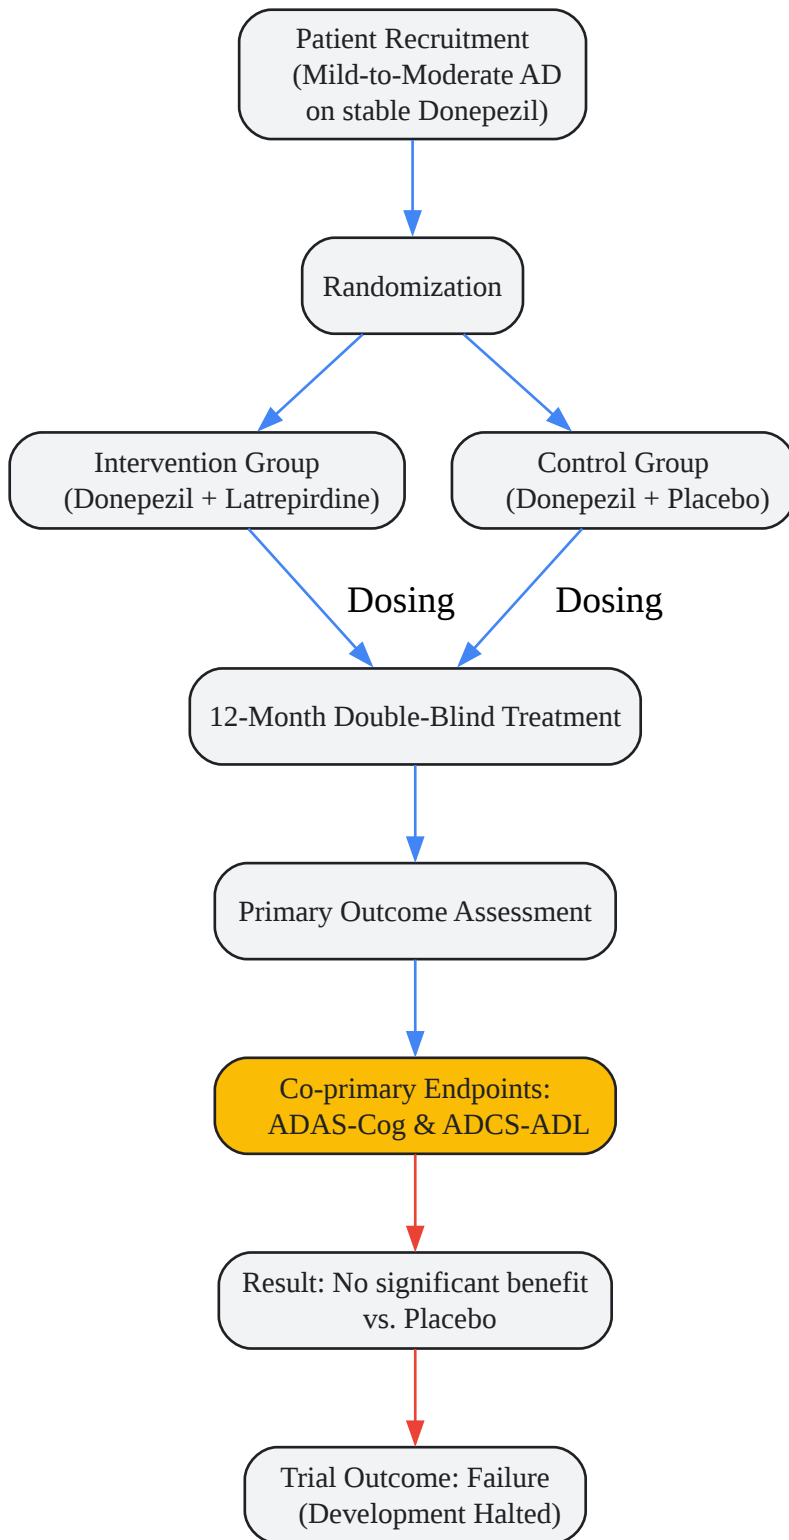 Patient Recruitment
(Mild-to-Moderate AD
on stable Donepezil)
Randomization
Intervention Group
(Donepezil + Latrepirdine)
Control Group
(Donepezil + Placebo)
Dosing
Dosing
12-Month Double-Blind Treatment
Primary Outcome Assessment
Co-primary Endpoints:
ADAS-Cog & ADCS-ADL
Result: No significant benefit
vs. Placebo
Trial Outcome: Failure
(Development Halted)